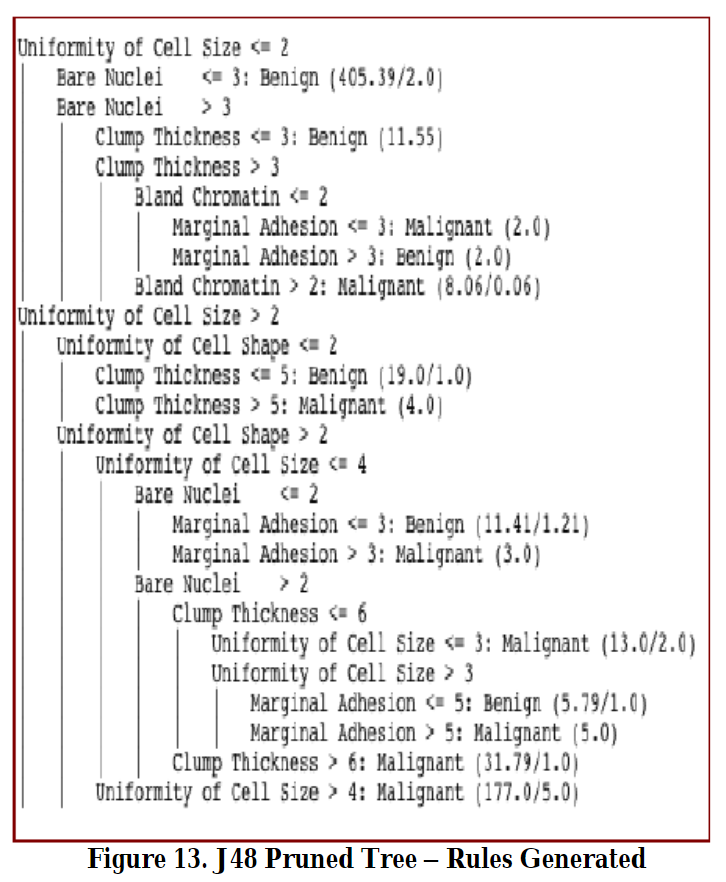 Uniformity of Cell Size <= 2
| Bare Nuclei <= 3: Benign (405.39/2.0)
| Bare Nuclei > 3
| | Clump Thickness <= 3: Benign (11.55)
| | Clump Thickness > 3
| | | Bland Chromatin <= 2
| | | | Marginal Adhesion <= 3: Malignant (2.0)
| | | | Marginal Adhesion > 3: Benign (2.0)
| | | Bland Chromatin > 2: Malignant (8.06/0.06)
Uniformity of Cell Size > 2
| Uniformity of Cell Shape <= 2
| | Clump Thickness <= 5: Benign (19.0/1.0)
| | Clump Thickness > 5: Malignant (4.0)
| Uniformity of Cell Shape > 2
| | Uniformity of Cell Size <= 4
| | | Bare Nuclei <= 2
| | | | Marginal Adhesion <= 3: Benign (11.41/1.21)
| | | | Marginal Adhesion > 3: Malignant (3.0)
| | | Bare Nuclei > 2
| | | | Clump Thickness <= 6
| | | | | Uniformity of Cell Size <= 3: Malignant (13.0/2.0)
| | | | | Uniformity of Cell Size > 3
| | | | | | Marginal Adhesion <= 5: Benign (5.79/1.0)
| | | | | | Marginal Adhesion > 5: Malignant (5.0)
| | | | Clump Thickness > 6: Malignant (31.79/1.0)
| | Uniformity of Cell Size > 4: Malignant (177.0/5.0)
Figure 13. J48 Pruned Tree – Rules Generated